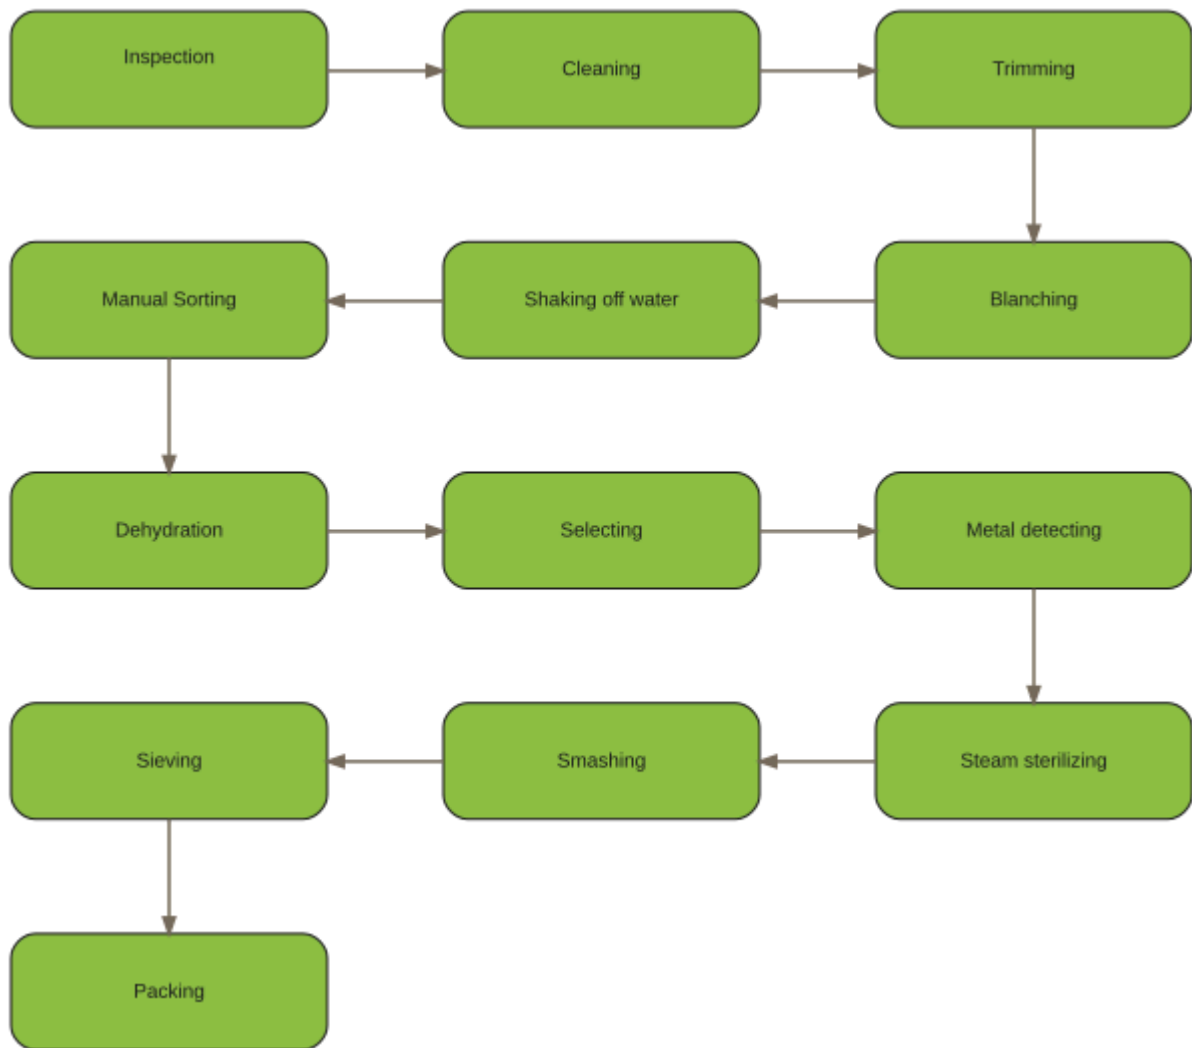 Inspection
Cleaning
Trimming
Blanching
Shaking off water
Manual Sorting
Dehydration
Selecting
Metal detecting
Steam sterilizing
Smashing
Sieving
Packing